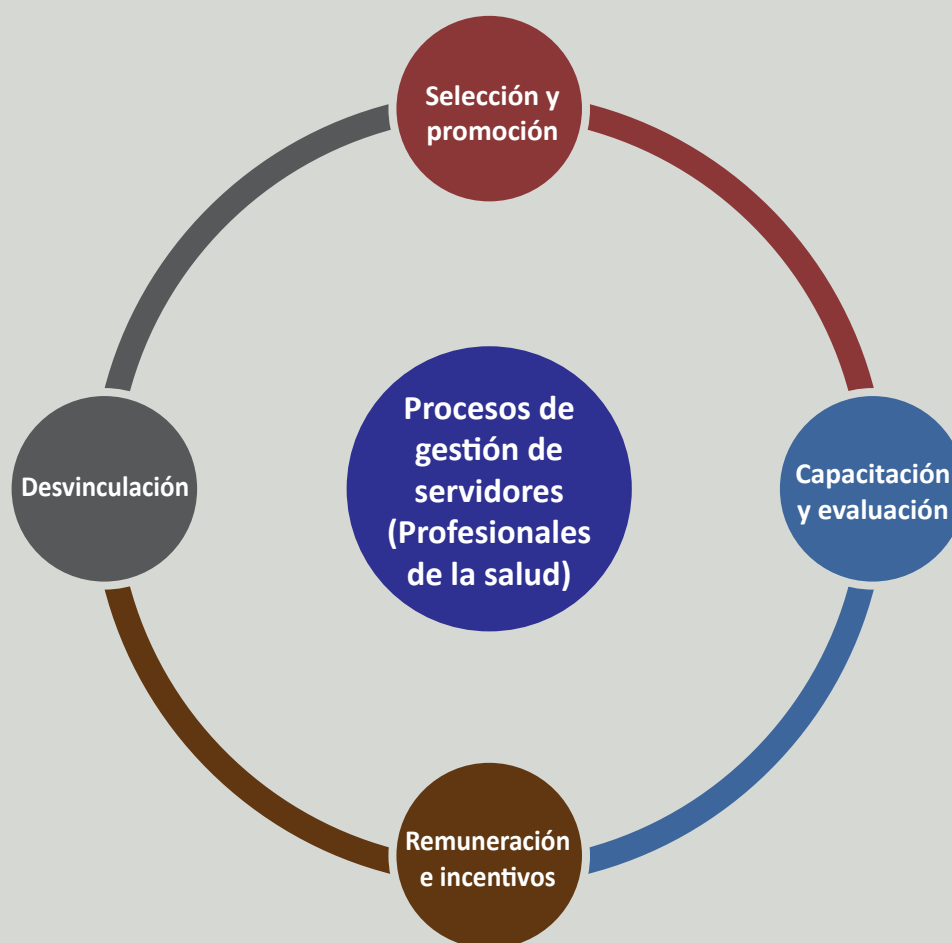 Selección y
promoción
Procesos de
gestión de
servidores
(Profesionales
de la salud)
Capacitación
y evaluación
Remuneración
e incentivos
Desvinculación